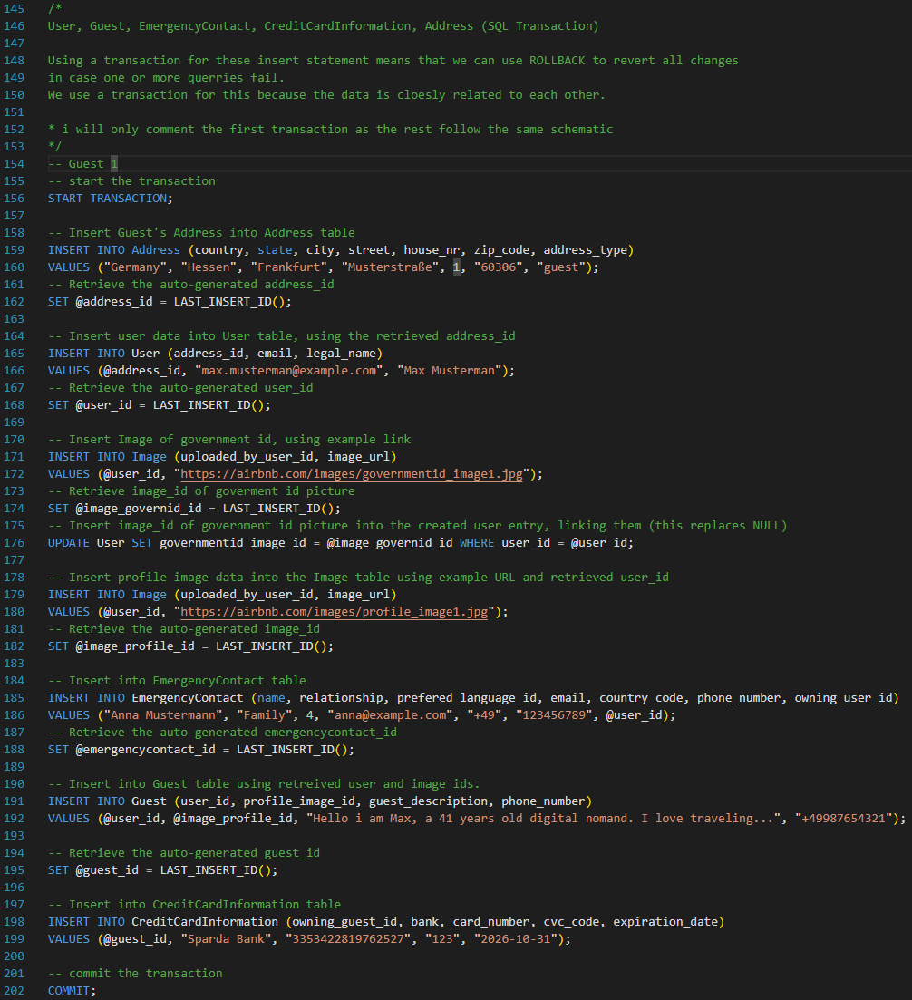 145 /*
146 User, Guest, EmergencyContact, CreditCardInformation, Address (SQL Transaction)
147
148 Using a transaction for these insert statement means that we can use ROLLBACK to revert all changes
149 in case one or more querries fail.
150 We use a transaction for this because the data is cloesly related to each other.
151
152 * i will only comment the first transaction as the rest follow the same schematic
153 */
154 -- Guest 1
155 -- start the transaction
156 START TRANSACTION;
157
158 -- Insert Guest's Address into Address table
159 INSERT INTO Address (country, state, city, street, house_nr, zip_code, address_type)
160 VALUES ("Germany", "Hessen", "Frankfurt", "Musterstraße", 1, "60306", "guest");
161 -- Retrieve the auto-generated address_id
162 SET @address_id = LAST_INSERT_ID();
163
164 -- Insert user data into User table, using the retrieved address_id
165 INSERT INTO User (address_id, email, legal_name)
166 VALUES (@address_id, "max.musterman@example.com", "Max Musterman");
167 -- Retrieve the auto-generated user_id
168 SET @user_id = LAST_INSERT_ID();
169
170 -- Insert Image of government id, using example link
171 INSERT INTO Image (uploaded_by_user_id, image_url)
172 VALUES (@user_id, "https://airbnb.com/images/governmentid_image1.jpg");
173 -- Retrieve image_id of goverment id picture
174 SET @image_governid_id = LAST_INSERT_ID();
175 -- Insert image_id of government id picture into the created user entry, linking them (this replaces NULL)
176 UPDATE User SET governmentid_image_id = @image_governid_id WHERE user_id = @user_id;
177
178 -- Insert profile image data into the Image table using example URL and retrieved user_id
179 INSERT INTO Image (uploaded_by_user_id, image_url)
180 VALUES (@user_id, "https://airbnb.com/images/profile_image1.jpg");
181 -- Retrieve the auto-generated image_id
182 SET @image_profile_id = LAST_INSERT_ID();
183
184 -- Insert into EmergencyContact table
185 INSERT INTO EmergencyContact (name, relationship, prefered_language_id, email, country_code, phone_number, owning_user_id)
186 VALUES ("Anna Mustermann", "Family", 4, "anna@example.com", "+49", "123456789", @user_id);
187 -- Retrieve the auto-generated emergencycontact_id
188 SET @emergencycontact_id = LAST_INSERT_ID();
189
190 -- Insert into Guest table using retreived user and image ids.
191 INSERT INTO Guest (user_id, profile_image_id, guest_description, phone_number)
192 VALUES (@user_id, @image_profile_id, "Hello i am Max, a 41 years old digital nomand. I love traveling...", "+49987654321");
193
194 -- Retrieve the auto-generated guest_id
195 SET @guest_id = LAST_INSERT_ID();
196
197 -- Insert into CreditCardInformation table
198 INSERT INTO CreditCardInformation (owning_guest_id, bank, card_number, cvc_code, expiration_date)
199 VALUES (@guest_id, "Sparda Bank", "3353422819762527", "123", "2026-10-31");
200
201 -- commit the transaction
202 COMMIT;